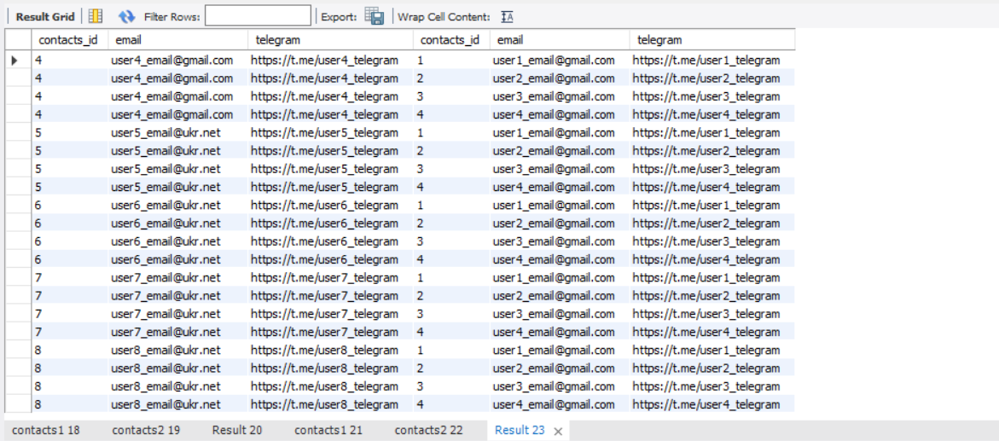 Result Grid Filter Rows: Export: Wrap Cell Content:
contacts_id email telegram contacts_id email telegram
4 user4_email@gmail.com https://t.me/user4_telegram 1 user1_email@gmail.com https://t.me/user1_telegram
4 user4_email@gmail.com https://t.me/user4_telegram 2 user2_email@gmail.com https://t.me/user2_telegram
4 user4_email@gmail.com https://t.me/user4_telegram 3 user3_email@gmail.com https://t.me/user3_telegram
4 user4_email@gmail.com https://t.me/user4_telegram 4 user4_email@gmail.com https://t.me/user4_telegram
5 user5_email@ukr.net https://t.me/user5_telegram 1 user1_email@gmail.com https://t.me/user1_telegram
5 user5_email@ukr.net https://t.me/user5_telegram 2 user2_email@gmail.com https://t.me/user2_telegram
5 user5_email@ukr.net https://t.me/user5_telegram 3 user3_email@gmail.com https://t.me/user3_telegram
5 user5_email@ukr.net https://t.me/user5_telegram 4 user4_email@gmail.com https://t.me/user4_telegram
6 user6_email@ukr.net https://t.me/user6_telegram 1 user1_email@gmail.com https://t.me/user1_telegram
6 user6_email@ukr.net https://t.me/user6_telegram 2 user2_email@gmail.com https://t.me/user2_telegram
6 user6_email@ukr.net https://t.me/user6_telegram 3 user3_email@gmail.com https://t.me/user3_telegram
6 user6_email@ukr.net https://t.me/user6_telegram 4 user4_email@gmail.com https://t.me/user4_telegram
7 user7_email@ukr.net https://t.me/user7_telegram 1 user1_email@gmail.com https://t.me/user1_telegram
7 user7_email@ukr.net https://t.me/user7_telegram 2 user2_email@gmail.com https://t.me/user2_telegram
7 user7_email@ukr.net https://t.me/user7_telegram 3 user3_email@gmail.com https://t.me/user3_telegram
7 user7_email@ukr.net https://t.me/user7_telegram 4 user4_email@gmail.com https://t.me/user4_telegram
8 user8_email@ukr.net https://t.me/user8_telegram 1 user1_email@gmail.com https://t.me/user1_telegram
8 user8_email@ukr.net https://t.me/user8_telegram 2 user2_email@gmail.com https://t.me/user2_telegram
8 user8_email@ukr.net https://t.me/user8_telegram 3 user3_email@gmail.com https://t.me/user3_telegram
8 user8_email@ukr.net https://t.me/user8_telegram 4 user4_email@gmail.com https://t.me/user4_telegram
contacts1 18 contacts2 19 Result 20 contacts1 21 contacts2 22 Result 23